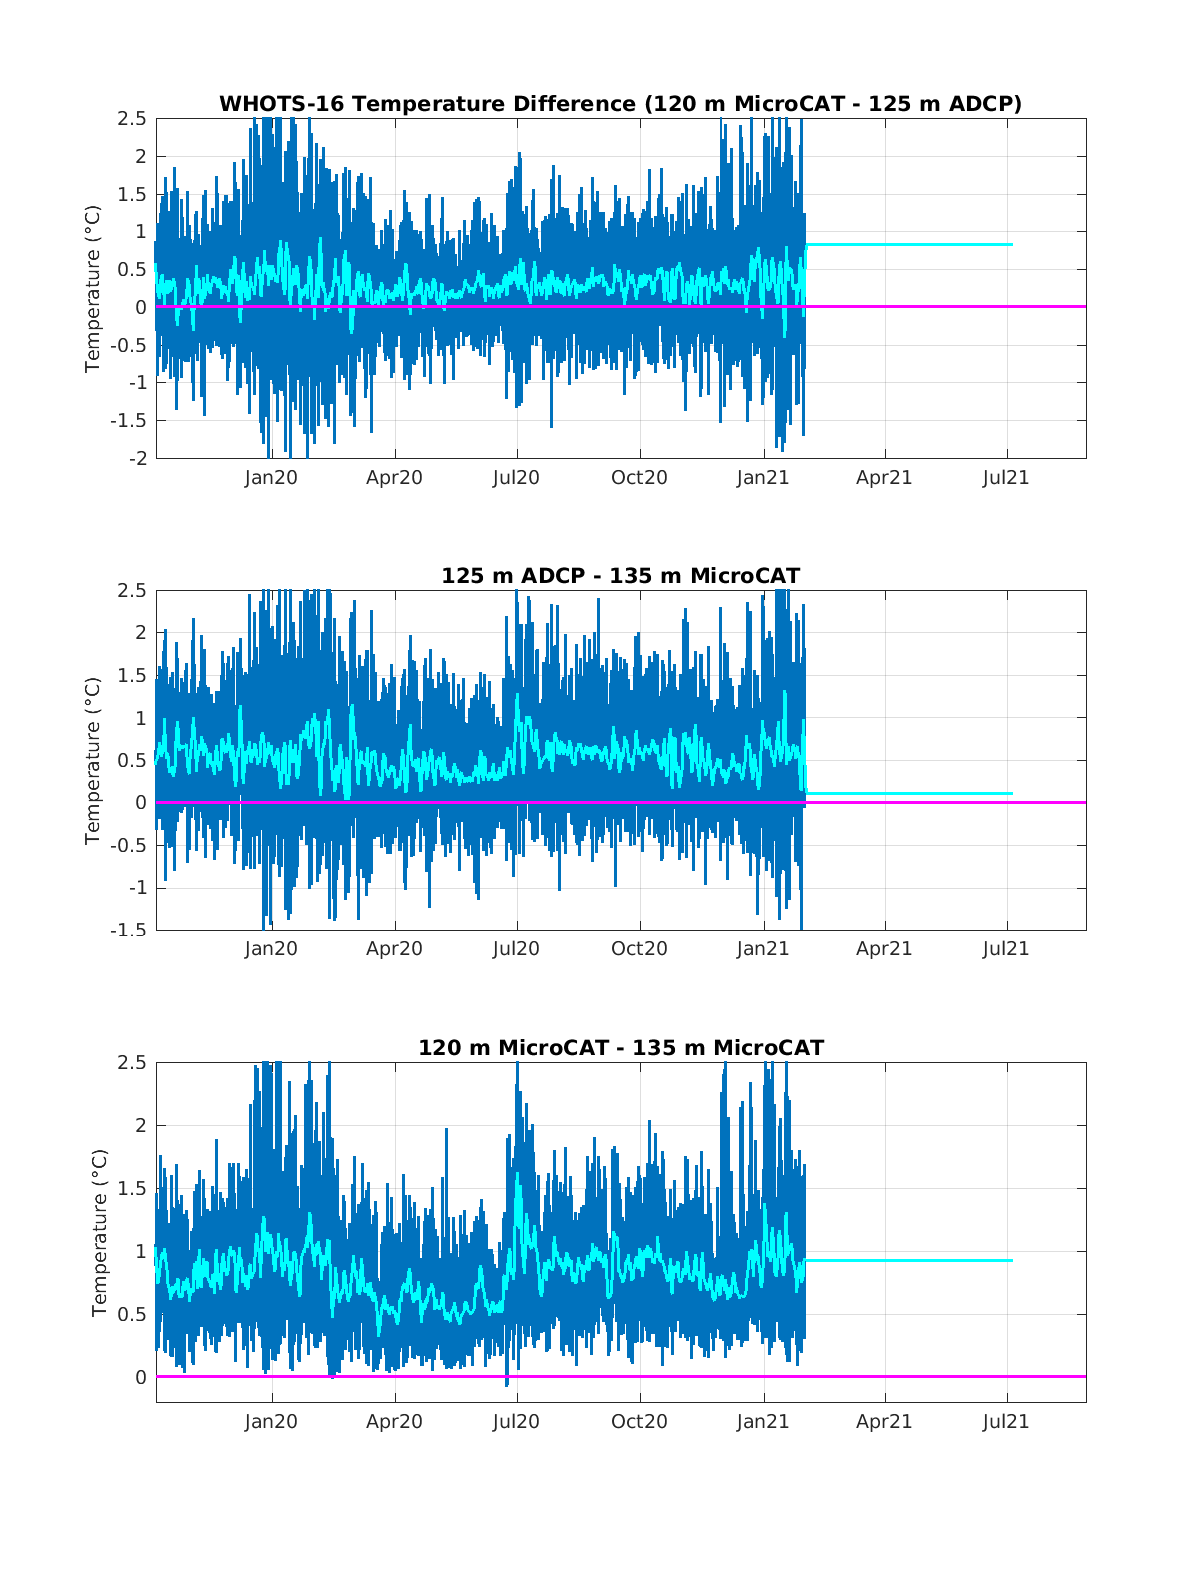 WHOTS-16 Temperature Difference (120 m MicroCAT - 125 m ADCP)
2.5
2
1.5
1
0.5
0
-0.5
-1
-1.5
-2
Temperature (°C)
Jan20 Apr20 Jul20 Oct20 Jan21 Apr21 Jul21
125 m ADCP - 135 m MicroCAT
2.5
2
1.5
1
0.5
0
-0.5
-1
-1.5
Temperature (°C)
Jan20 Apr20 Jul20 Oct20 Jan21 Apr21 Jul21
120 m MicroCAT - 135 m MicroCAT
2.5
2
1.5
1
0.5
0
Temperature (°C)
Jan20 Apr20 Jul20 Oct20 Jan21 Apr21 Jul21